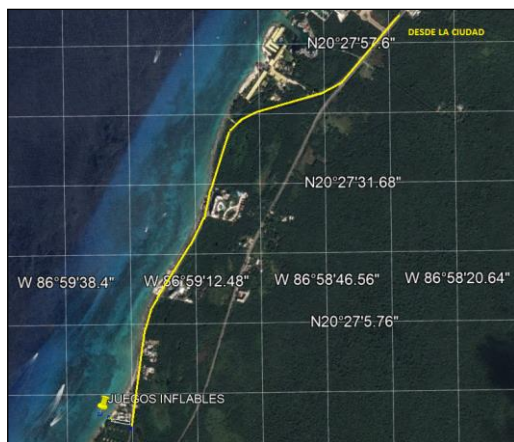 DESDE LA CIUDAD
N20°27'57.6"
N20°27'31.68"
W 86°59'38.4"
W 86°59'12.48"
W 86°58'46.56"
W 86°58'20.64"
N20°27'5.76"
JUEGOS INFLABLES